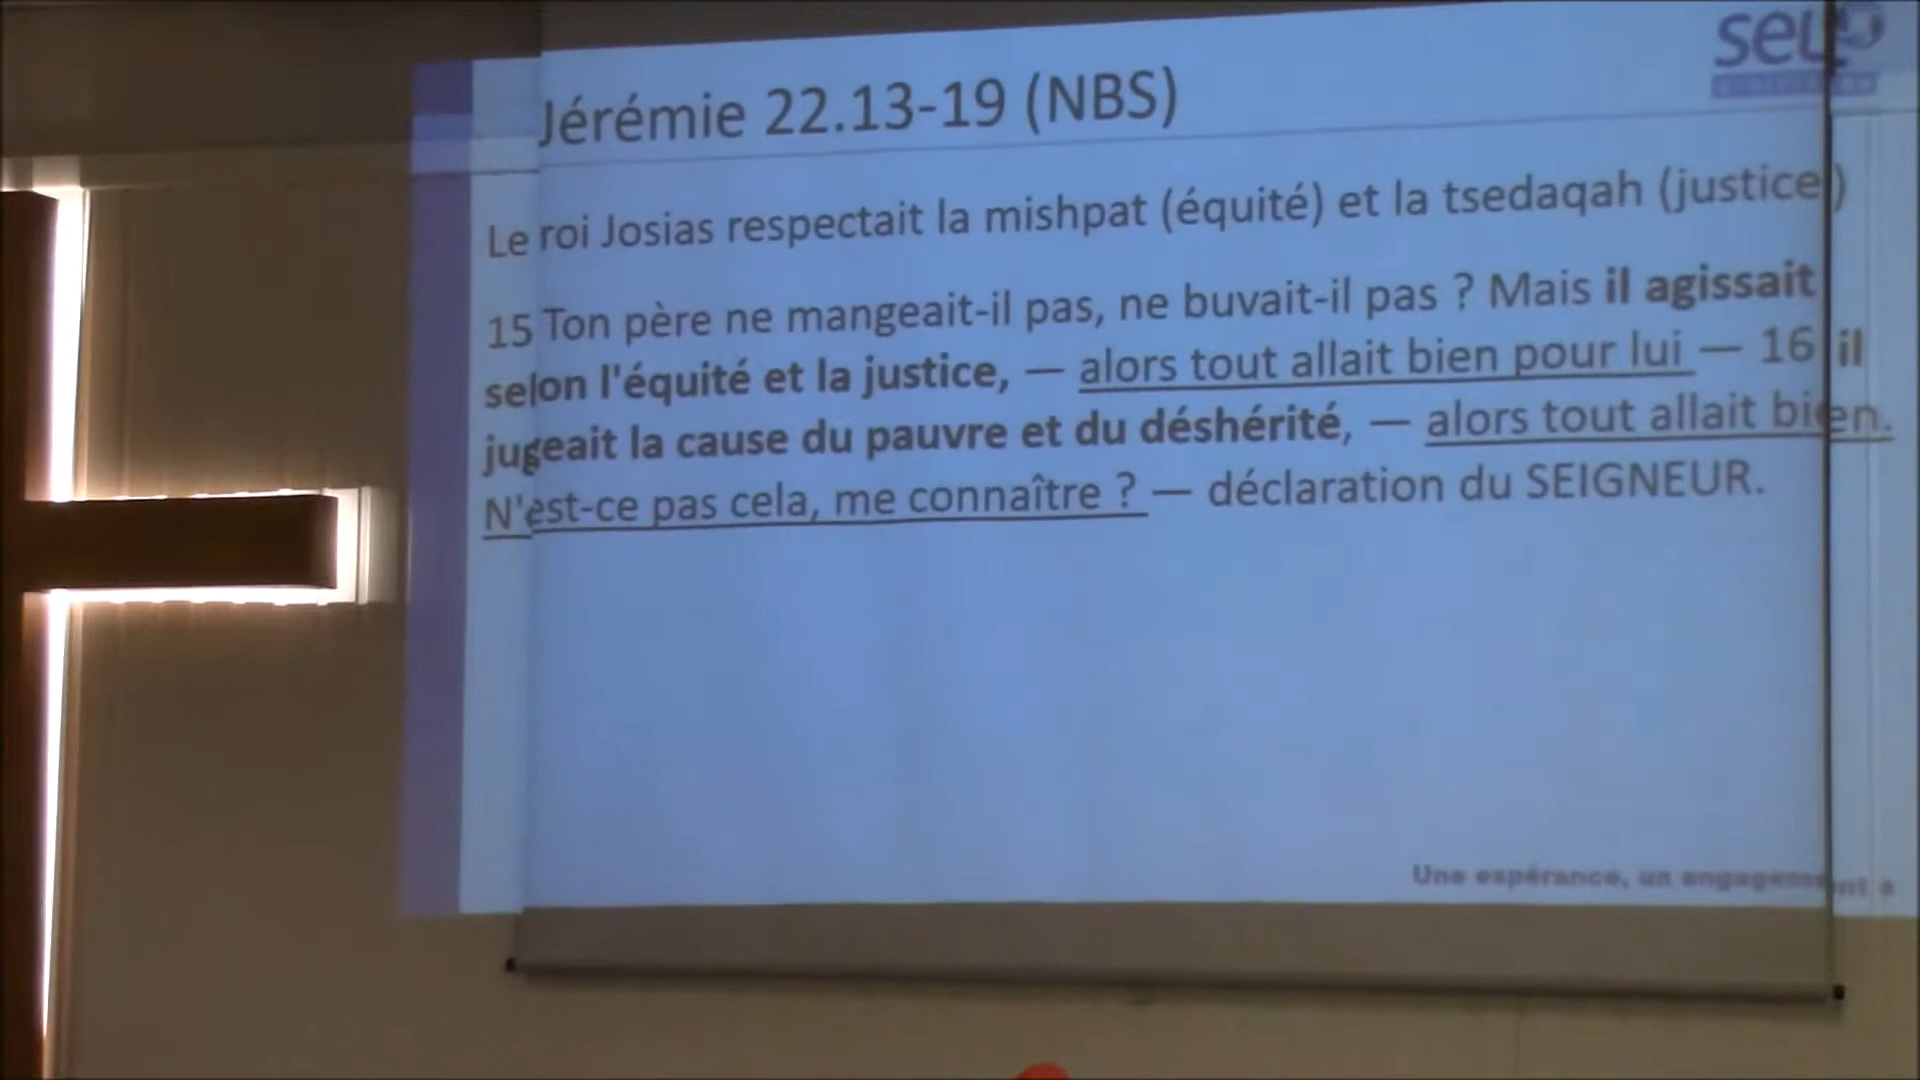 SEL
Jérémie 22.13-19 (NBS)
Le roi Josias respectait la mishpat (équité) et la tsedaqah (justice)
15 Ton père ne mangeait-il pas, ne buvait-il pas ? Mais il agissait
selon l'équité et la justice, — alors tout allait bien pour lui — 16 il
jugeait la cause du pauvre et du déshérité, — alors tout allait bien.
N'est-ce pas cela, me connaître ? — déclaration du SEIGNEUR.
Une espérance, un engagement